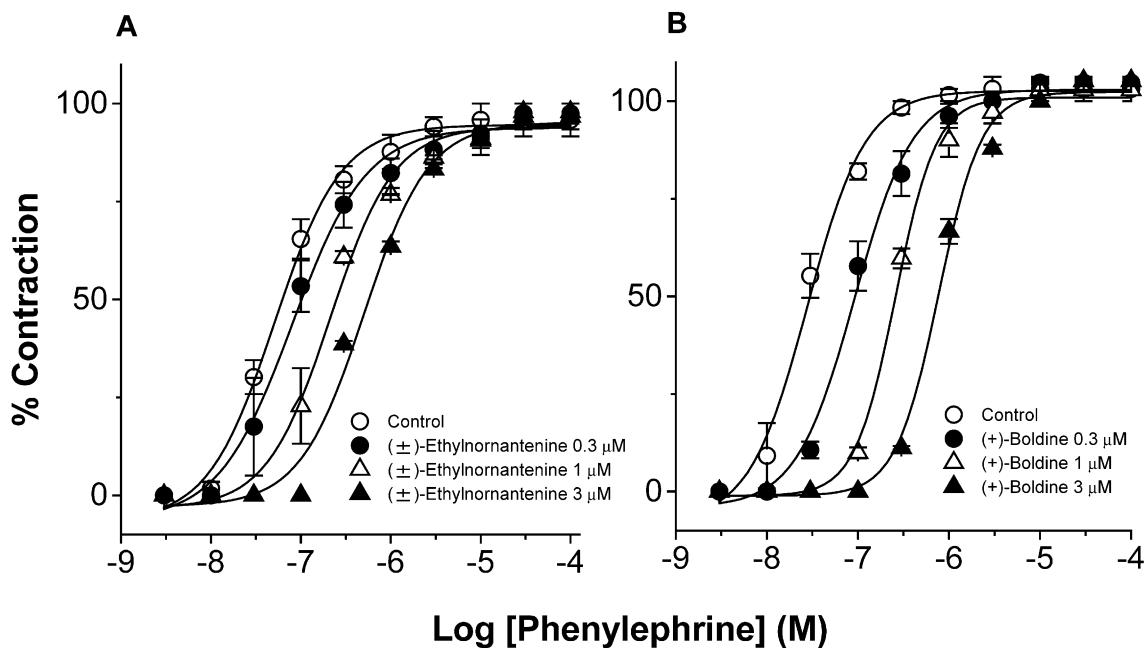 A
B
100
50
0
-9 -8 -7 -6 -5 -4
% Contraction
Control
(±)-Ethylnornantenine 0.3 µM
(±)-Ethylnornantenine 1 µM
(±)-Ethylnornantenine 3 µM
100
50
0
-9 -8 -7 -6 -5 -4
Control
(+)-Boldine 0.3 µM
(+)-Boldine 1 µM
(+)-Boldine 3 µM
Log [Phenylephrine] (M)